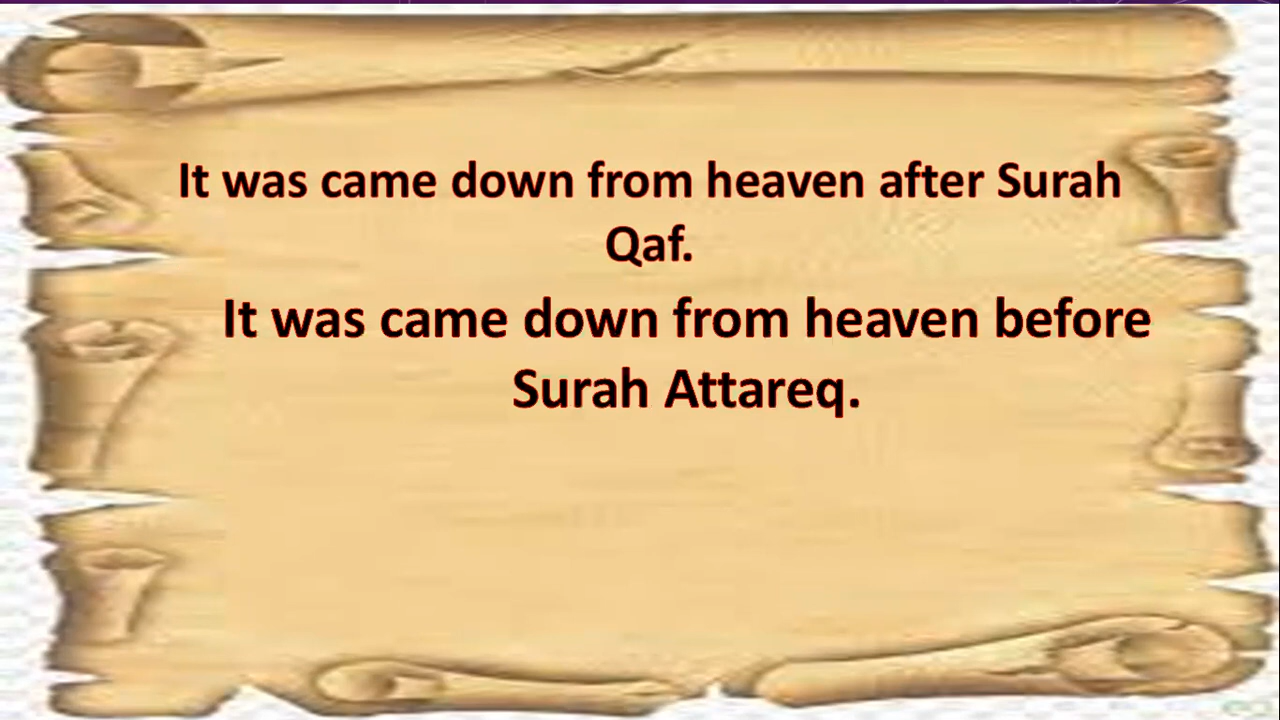 It was came down from heaven after Surah
Qaf.
It was came down from heaven before
Surah Attareq.